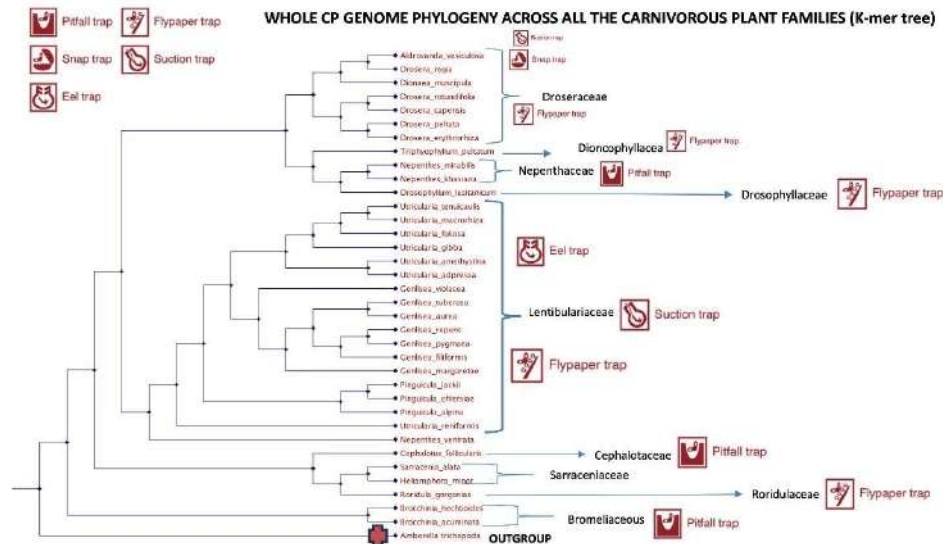 WHOLE CP GENOME PHYLOGENY ACROSS ALL THE CARNIVOROUS PLANT FAMILIES (K-mer tree)
Pitfall trap
Flypaper trap
Snap trap
Suction trap
Eel trap
Suction trap
Snap trap
Aldrovanda_vesiculosa
Drosera_regia
Dionaea_muscipula
Drosera_rotundifolia
Droseraceae
Drosera_capensis
Flypaper trap
Drosera_peltata
Drosera_erythrorhiza
Triphyophyllum_peltatum
Dioncophyllacea
Flypaper trap
Nepenthes_mirabilis
Nepenthaceae
Pitfall trap
Nepenthes_khasiana
Drosophyllum_lusitanicum
Drosophyllaceae
Flypaper trap
Utricularia_tenuicaulis
Utricularia_macrorhiza
Utricularia_foliosa
Utricularia_gibba
Eel trap
Utricularia_amethystina
Utricularia_adpressa
Genlisea_violacea
Genlisea_tuberosa
Genlisea_aurea
Lentibulariaceae
Suction trap
Genlisea_repens
Genlisea_pygmaea
Genlisea_filiformis
Flypaper trap
Genlisea_margaretae
Pinguicula_jackii
Pinguicula_ehlersiae
Pinguicula_alpina
Utricularia_reniformis
Nepenthes_ventrata
Cephalotus_follicularis
Cephalotaceae
Pitfall trap
Sarracenia_alata
Sarraceniaceae
Heliamphora_minor
Roridula_gorgonias
Roridulaceae
Flypaper trap
Brocchinia_hechtioides
Bromeliaceous
Pitfall trap
Brocchinia_acuminata
Amborella_trichopoda
OUTGROUP